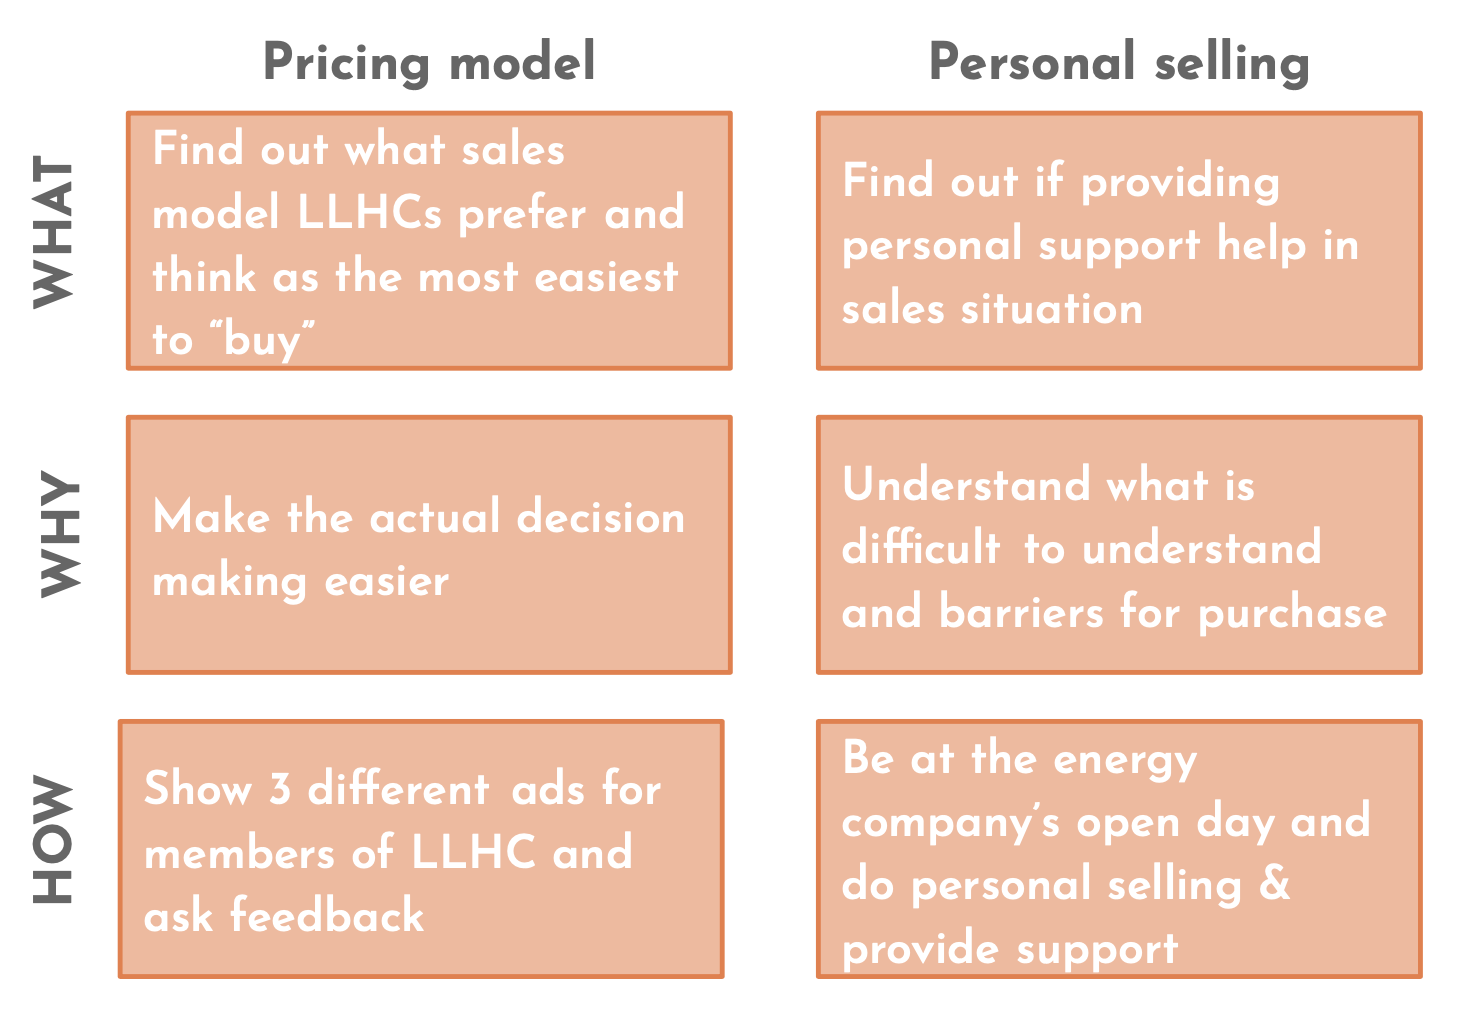 Pricing model
Personal selling
WHAT
Find out what sales
model LLHCs prefer and
think as the most easiest
to “buy”
Find out if providing
personal support help in
sales situation
WHY
Make the actual decision
making easier
Understand what is
difficult to understand
and barriers for purchase
HOW
Show 3 different ads for
members of LLHC and
ask feedback
Be at the energy
company’s open day and
do personal selling &
provide support